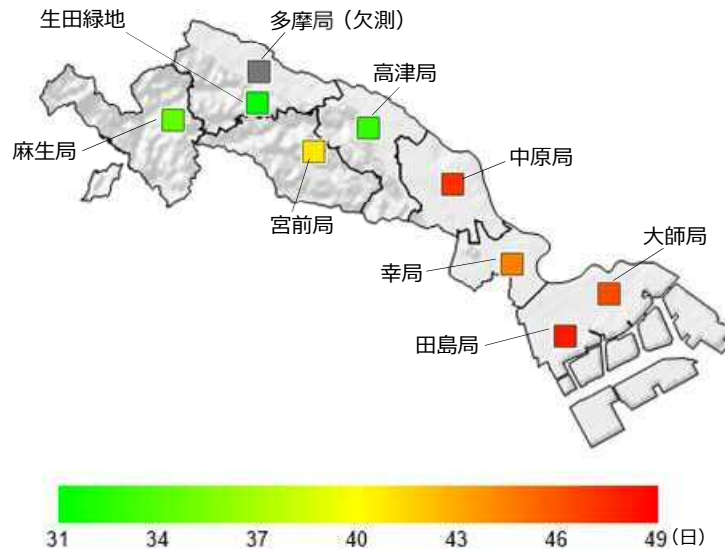 生田緑地
多摩局（欠測）
高津局
麻生局
中原局
宮前局
大師局
幸局
田島局
31 34 37 40 43 46 49（日）